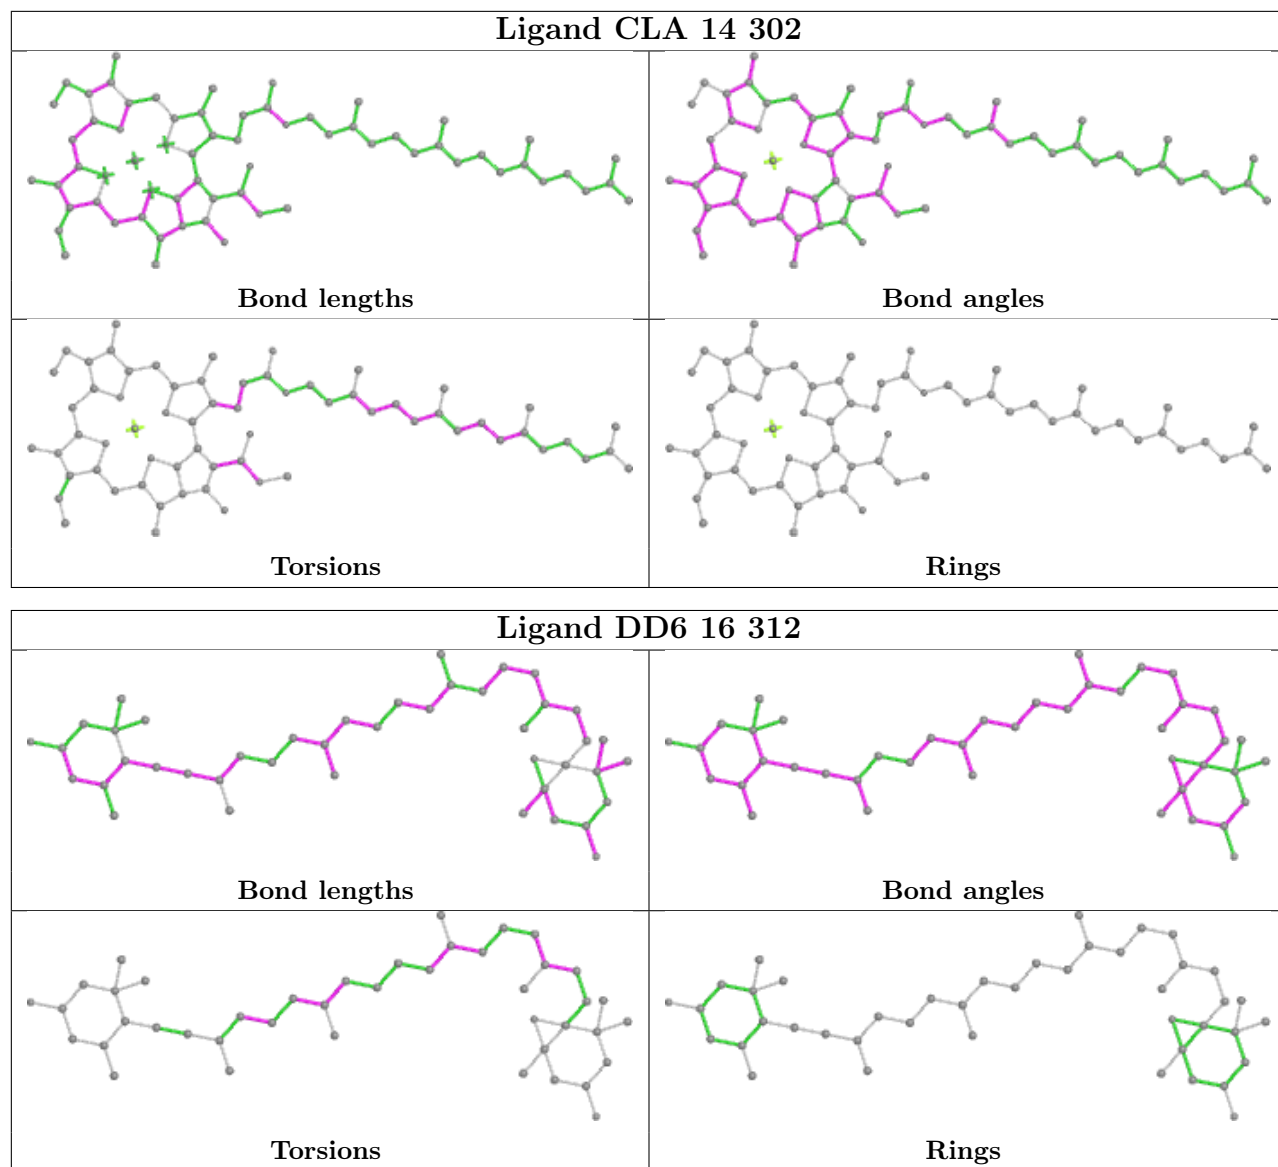 Ligand CLA 14 302
Bond lengths
Bond angles
Torsions
Rings
Ligand DD6 16 312
Bond lengths
Bond angles
Torsions
Rings